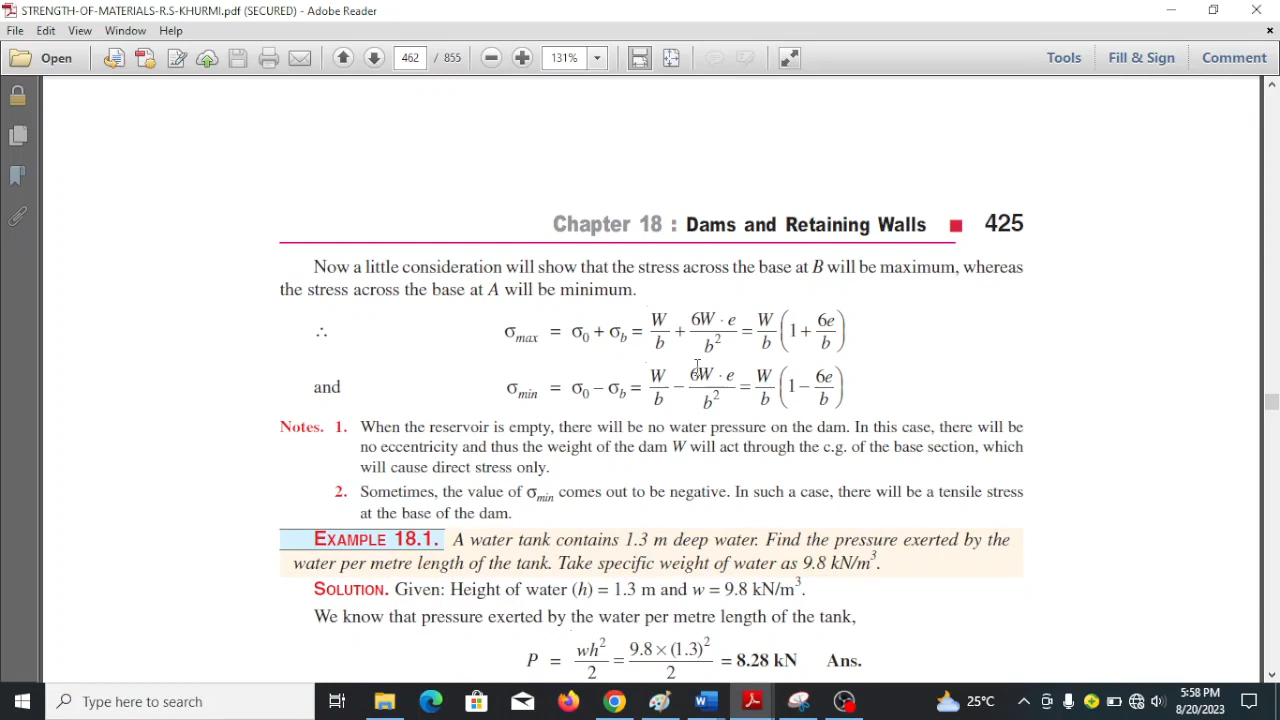 STRENGTH-OF-MATERIALS-R.S-KHURMI.pdf (SECURED) - Adobe Reader
File Edit View Window Help
Open 462 / 855 131% Tools Fill & Sign Comment
Chapter 18 : Dams and Retaining Walls ■ 425
Now a little consideration will show that the stress across the base at B will be maximum, whereas
the stress across the base at A will be minimum.
∴ σmax = σ0 + σb = W/b + 6W · e/b² = W/b (1 + 6e/b)
and σmin = σ0 − σb = W/b − 6W · e/b² = W/b (1 − 6e/b)
Notes. 1. When the reservoir is empty, there will be no water pressure on the dam. In this case, there will be
no eccentricity and thus the weight of the dam W will act through the c.g. of the base section, which
will cause direct stress only.
2. Sometimes, the value of σmin comes out to be negative. In such a case, there will be a tensile stress
at the base of the dam.
EXAMPLE 18.1. A water tank contains 1.3 m deep water. Find the pressure exerted by the
water per metre length of the tank. Take specific weight of water as 9.8 kN/m³.
SOLUTION. Given: Height of water (h) = 1.3 m and w = 9.8 kN/m³.
We know that pressure exerted by the water per metre length of the tank,
P = wh²/2 = 9.8 × (1.3)²/2 = 8.28 kN Ans.
Type here to search 25°C 5:58 PM
8/20/2023